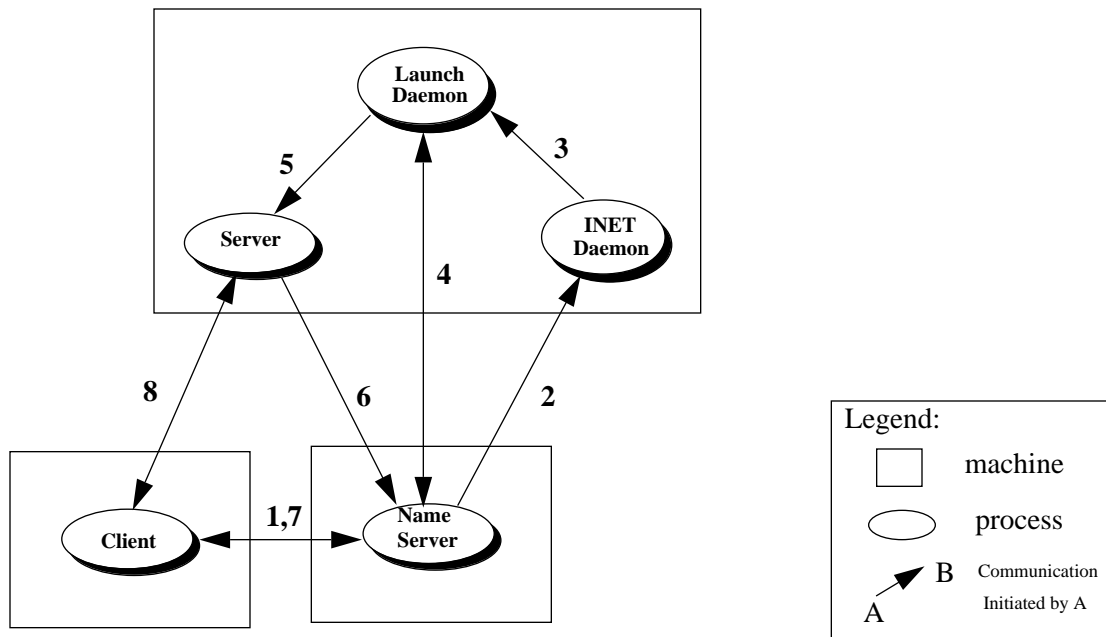 Launch
Daemon
3
5
INET
Daemon
Server
4
8
6
2
Legend:
machine
1,7
Name
Server
Client
process
B
Communication
A
Initiated by A